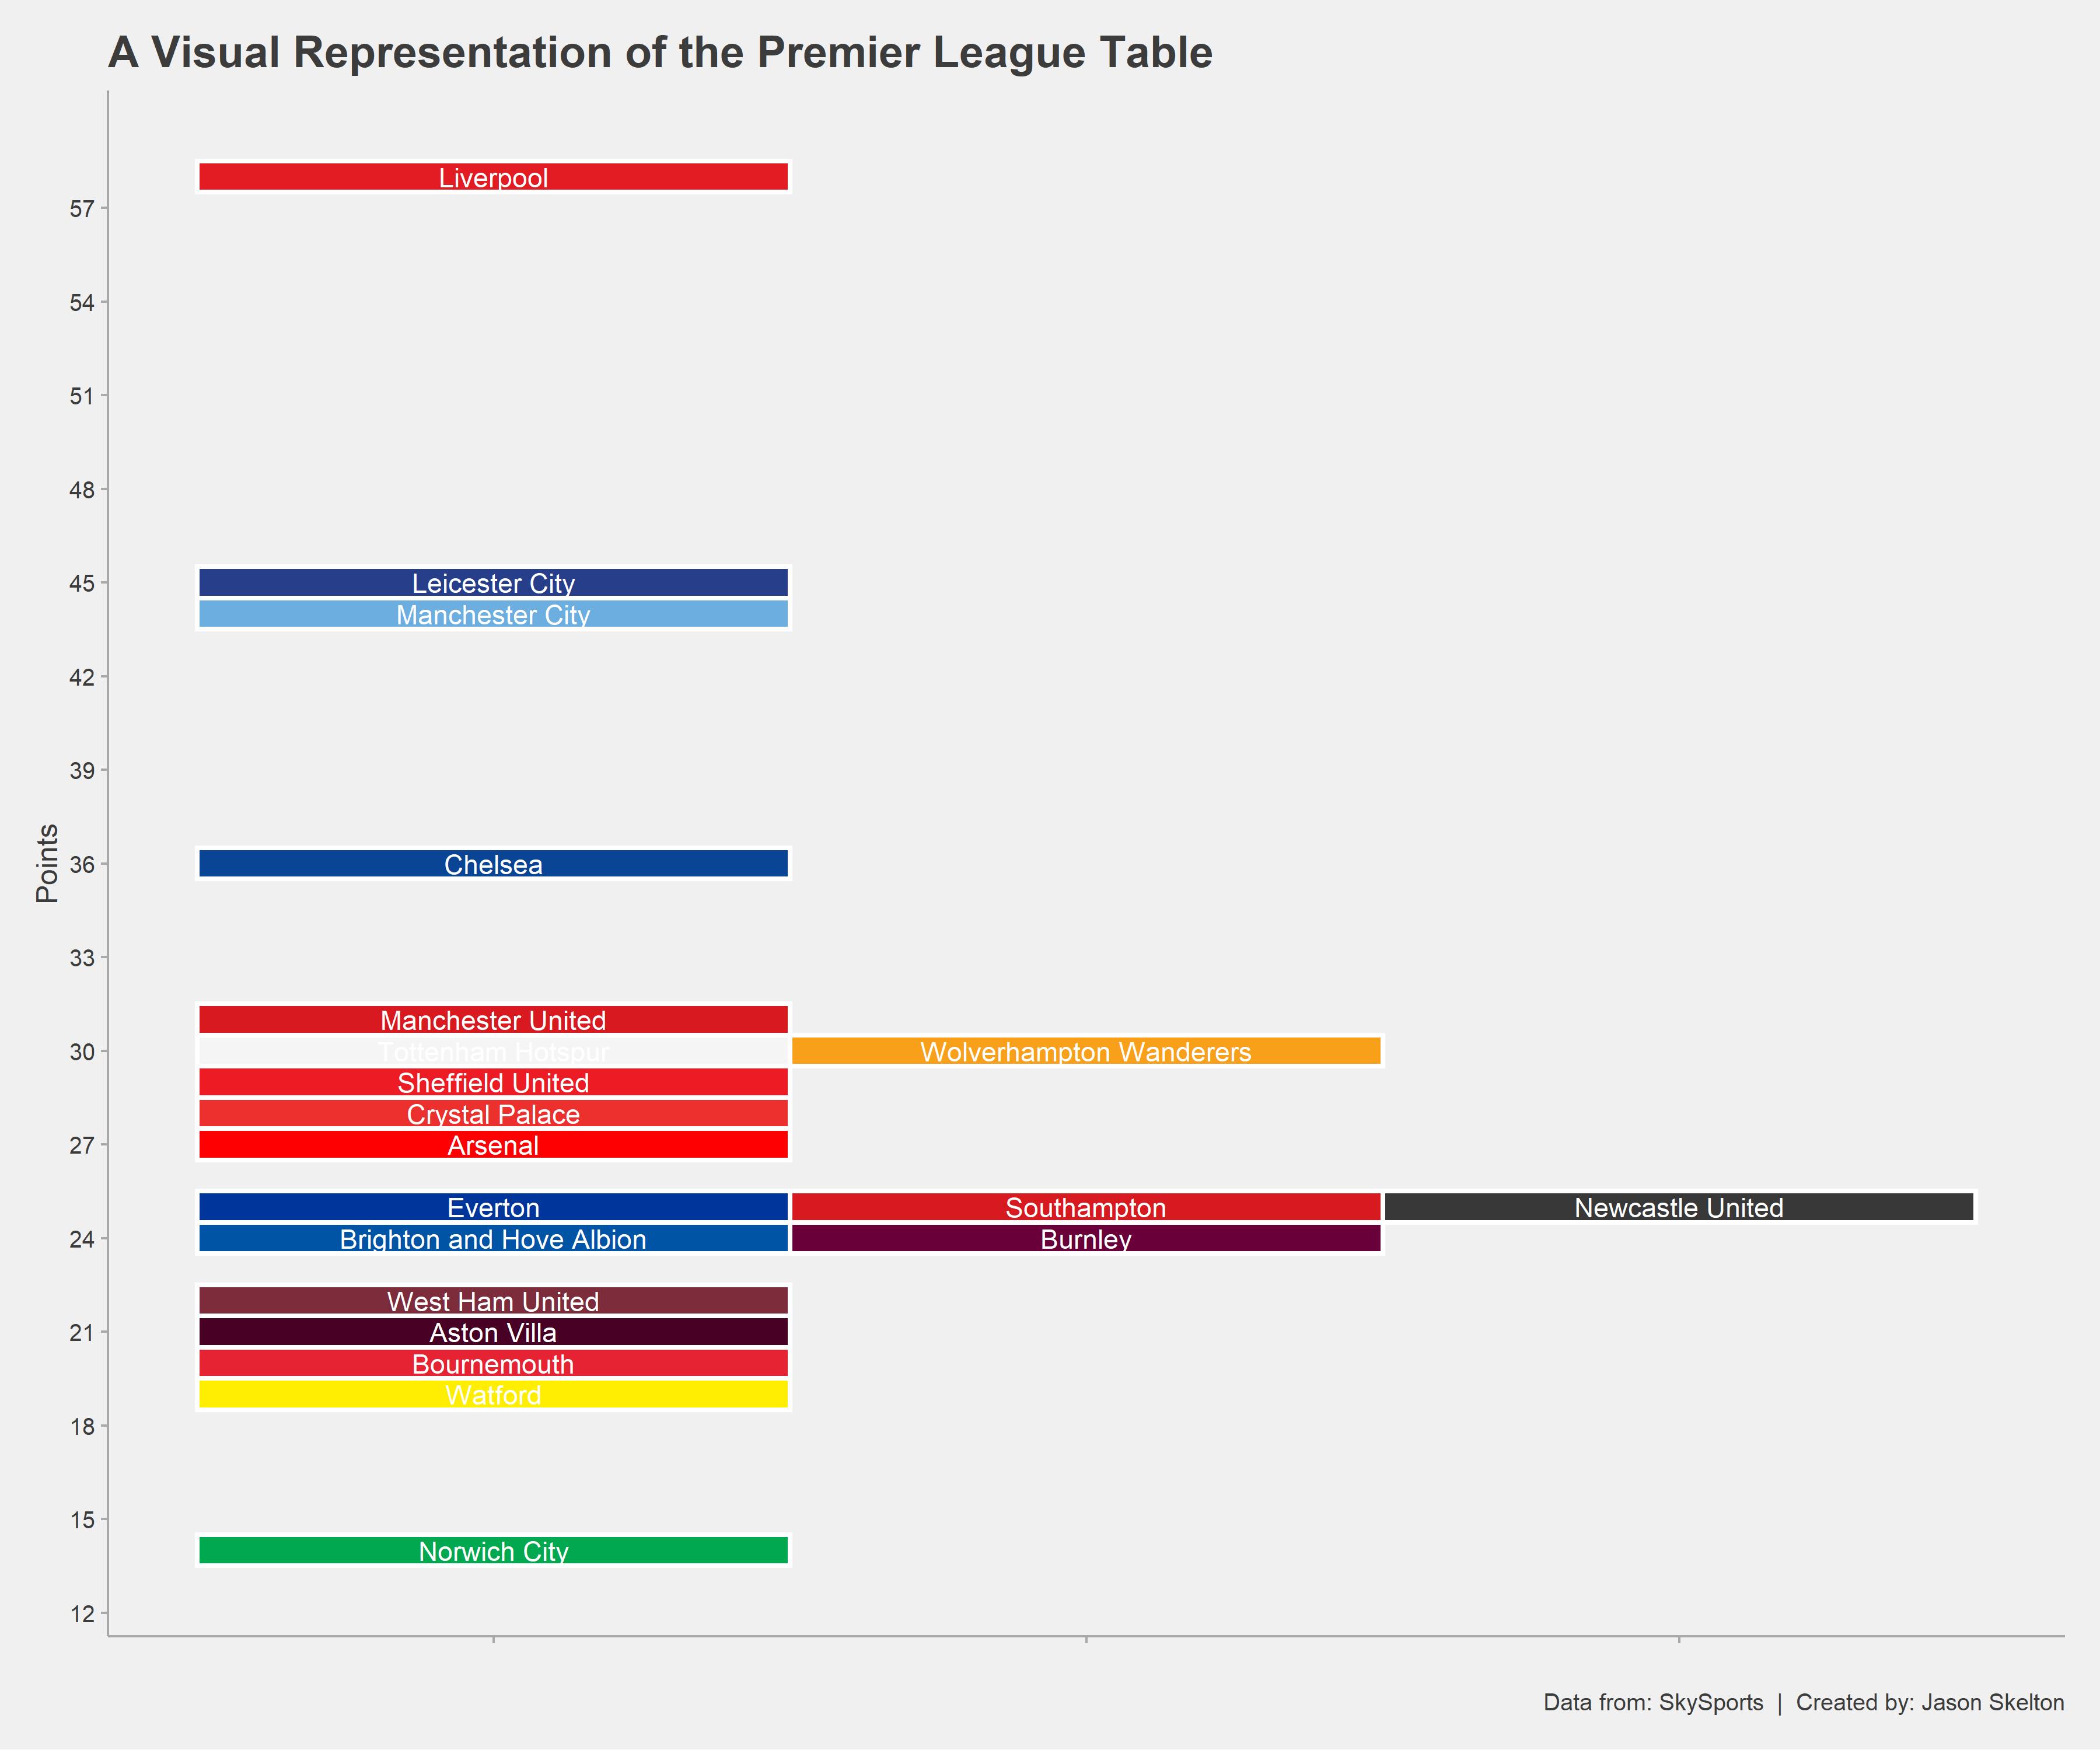 A Visual Representation of the Premier League Table
Liverpool
57
54
51
48
45
Leicester City
Manchester City
42
39
Points
36
Chelsea
33
Manchester United
30
Tottenham Hotspur
Wolverhampton Wanderers
Sheffield United
Crystal Palace
27
Arsenal
Everton
Southampton
Newcastle United
24
Brighton and Hove Albion
Burnley
West Ham United
21
Aston Villa
Bournemouth
Watford
18
15
Norwich City
12
Data from: SkySports | Created by: Jason Skelton